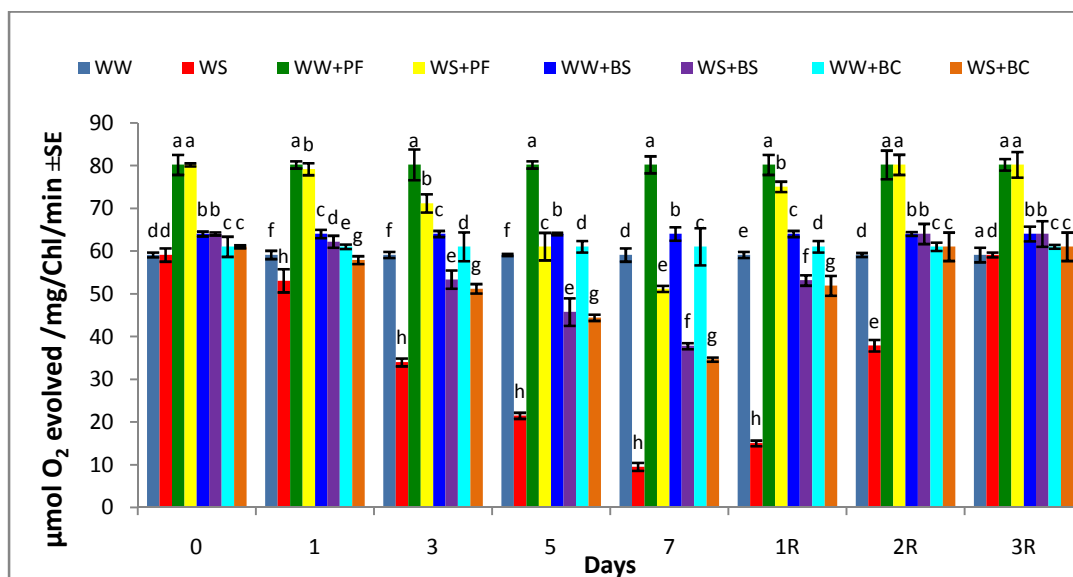 WW WS WW+PF WS+PF WW+BS WS+BS WW+BC WS+BC
µmol O₂ evolved /mg/Chl/min ±SE
90
80
70
60
50
40
30
20
10
0
d d a a b b c c
f h a b c d e g
f h a b c e d g
f h a c b e d g
d h a e b f c g
e h a b c f d g
d e a a b b c c
a d a a b b c c
0 1 3 5 7 1R 2R 3R
Days